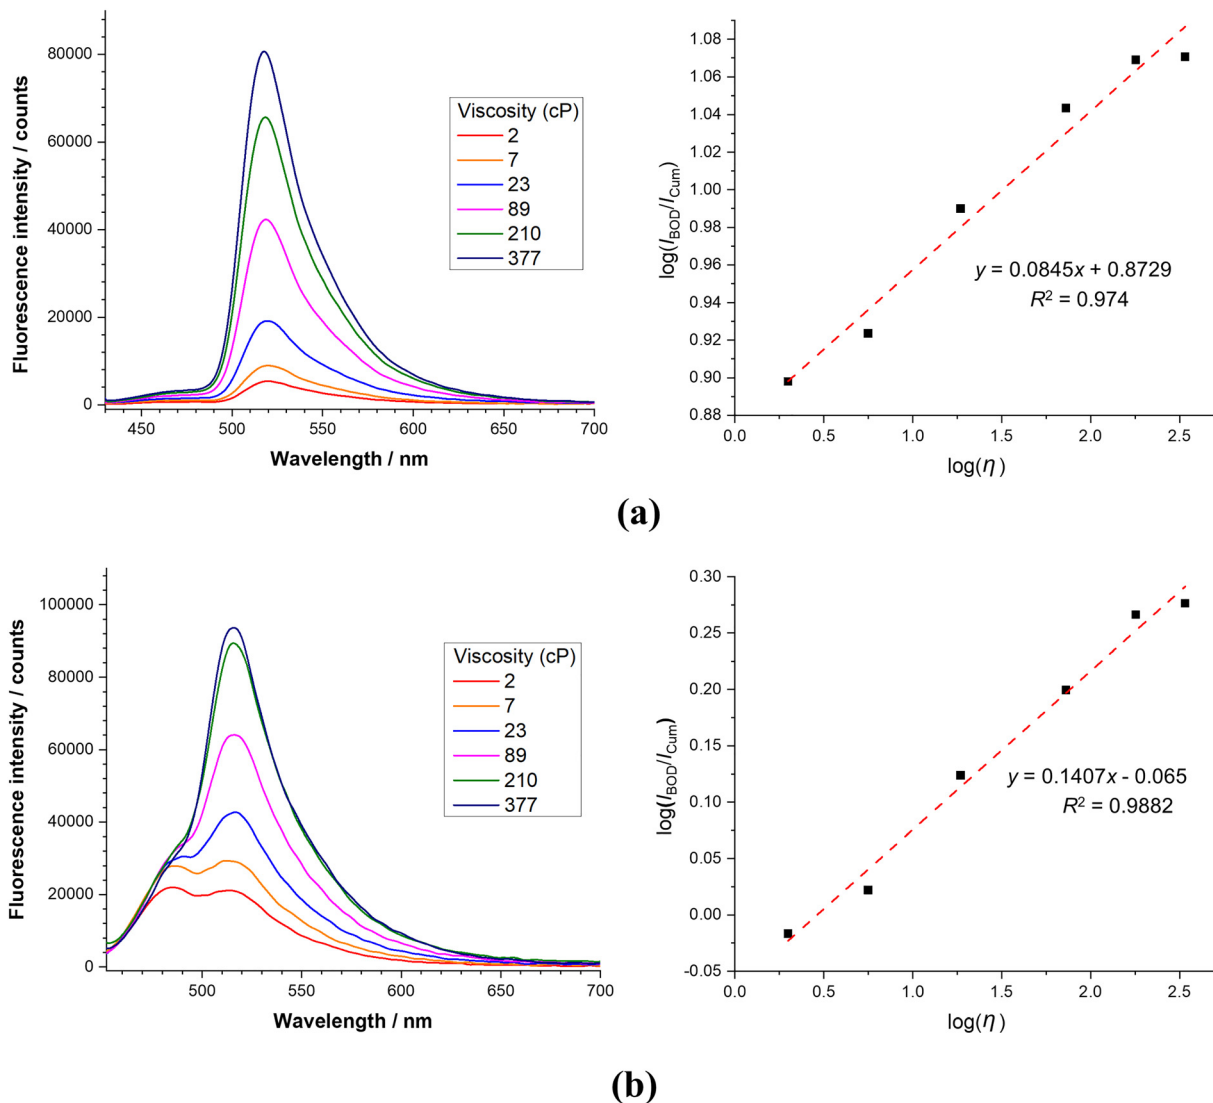 80000
60000
40000
20000
0
Fluorescence intensity / counts
450 500 550 600 650 700
Wavelength / nm
Viscosity (cP)
2
7
23
89
210
377
1.08
1.06
1.04
1.02
1.00
0.98
0.96
0.94
0.92
0.90
0.88
log(I_BOD/I_Cum)
y = 0.0845x + 0.8729
R² = 0.974
0.0 0.5 1.0 1.5 2.0 2.5
log(η)
(a)
100000
80000
60000
40000
20000
0
Fluorescence intensity / counts
500 550 600 650 700
Wavelength / nm
Viscosity (cP)
2
7
23
89
210
377
0.30
0.25
0.20
0.15
0.10
0.05
0.00
-0.05
log(I_BOD/I_Cum)
y = 0.1407x - 0.065
R² = 0.9882
0.0 0.5 1.0 1.5 2.0 2.5
log(η)
(b)